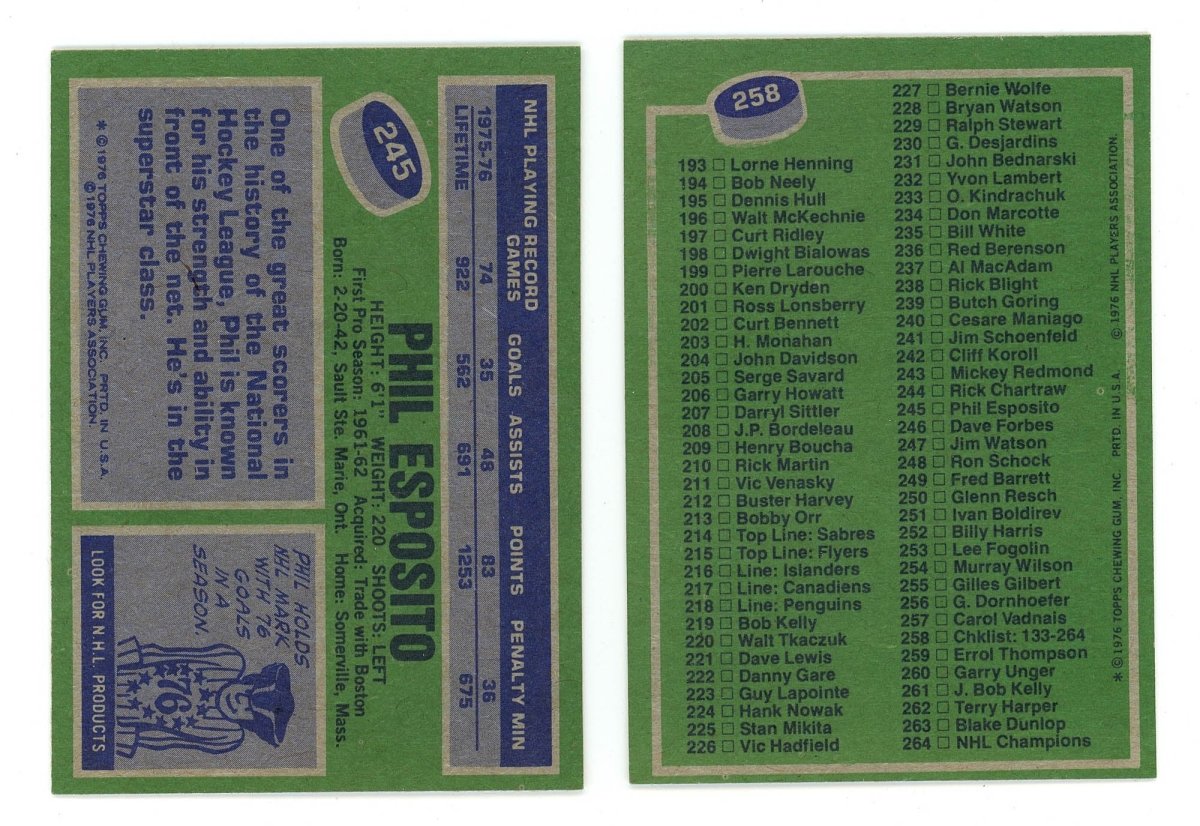 245
PHIL ESPOSITO
HEIGHT: 6'1" WEIGHT: 220 SHOOTS: LEFT
First Pro Season: 1961-62 Acquired: Trade with Boston
Born: 2-20-42, Sault Ste. Marie, Ont. Home: Somerville, Mass.
NHL PLAYING RECORD
GAMES GOALS ASSISTS POINTS PENALTY MIN
1975-76 74 35 48 83 36
LIFETIME 922 562 691 1253 675
One of the great scorers in
the history of the National
Hockey League, Phil is known
for his strength and ability in
front of the net. He's in the
superstar class.
* © 1976 TOPPS CHEWING GUM, INC. PRTD. IN U.S.A.
© 1976 NHL PLAYERS ASSOCIATION.
PHIL HOLDS
NHL MARK
WITH 76
GOALS
IN A
SEASON.
76
LOOK FOR N.H.L. PRODUCTS
258
193 Lorne Henning
194 Bob Neely
195 Dennis Hull
196 Walt McKechnie
197 Curt Ridley
198 Dwight Bialowas
199 Pierre Larouche
200 Ken Dryden
201 Ross Lonsberry
202 Curt Bennett
203 H. Monahan
204 John Davidson
205 Serge Savard
206 Garry Howatt
207 Darryl Sittler
208 J.P. Bordeleau
209 Henry Boucha
210 Rick Martin
211 Vic Venasky
212 Buster Harvey
213 Bobby Orr
214 Top Line: Sabres
215 Top Line: Flyers
216 Line: Islanders
217 Line: Canadiens
218 Line: Penguins
219 Bob Kelly
220 Walt Tkaczuk
221 Dave Lewis
222 Danny Gare
223 Guy Lapointe
224 Hank Nowak
225 Stan Mikita
226 Vic Hadfield
227 Bernie Wolfe
228 Bryan Watson
229 Ralph Stewart
230 G. Desjardins
231 John Bednarski
232 Yvon Lambert
233 O. Kindrachuk
234 Don Marcotte
235 Bill White
236 Red Berenson
237 Al MacAdam
238 Rick Blight
239 Butch Goring
240 Cesare Maniago
241 Jim Schoenfeld
242 Cliff Koroll
243 Mickey Redmond
244 Rick Chartraw
245 Phil Esposito
246 Dave Forbes
247 Jim Watson
248 Ron Schock
249 Fred Barrett
250 Glenn Resch
251 Ivan Boldirev
252 Billy Harris
253 Lee Fogolin
254 Murray Wilson
255 Gilles Gilbert
256 G. Dornhoefer
257 Carol Vadnais
258 Chklist: 133-264
259 Errol Thompson
260 Garry Unger
261 J. Bob Kelly
262 Terry Harper
263 Blake Dunlop
264 NHL Champions
* © 1976 TOPPS CHEWING GUM, INC. PRTD. IN U.S.A. © 1976 NHL PLAYERS ASSOCIATION.